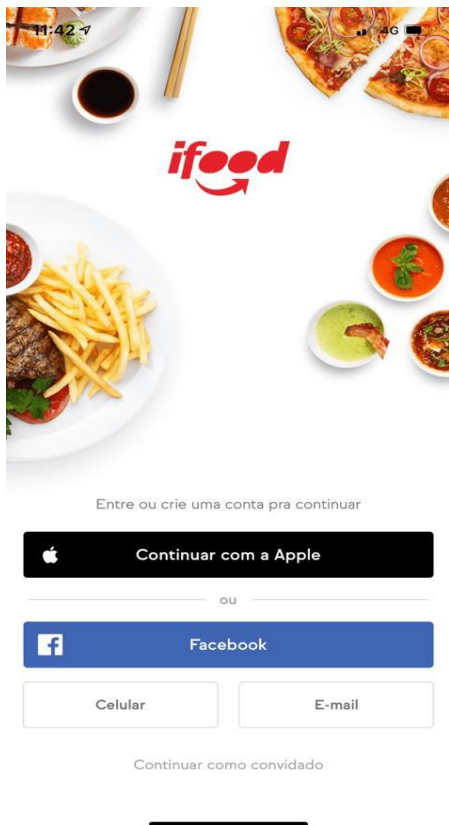 11:42
4G
ifood
Entre ou crie uma conta pra continuar
Continuar com a Apple
ou
Facebook
Celular
E-mail
Continuar como convidado